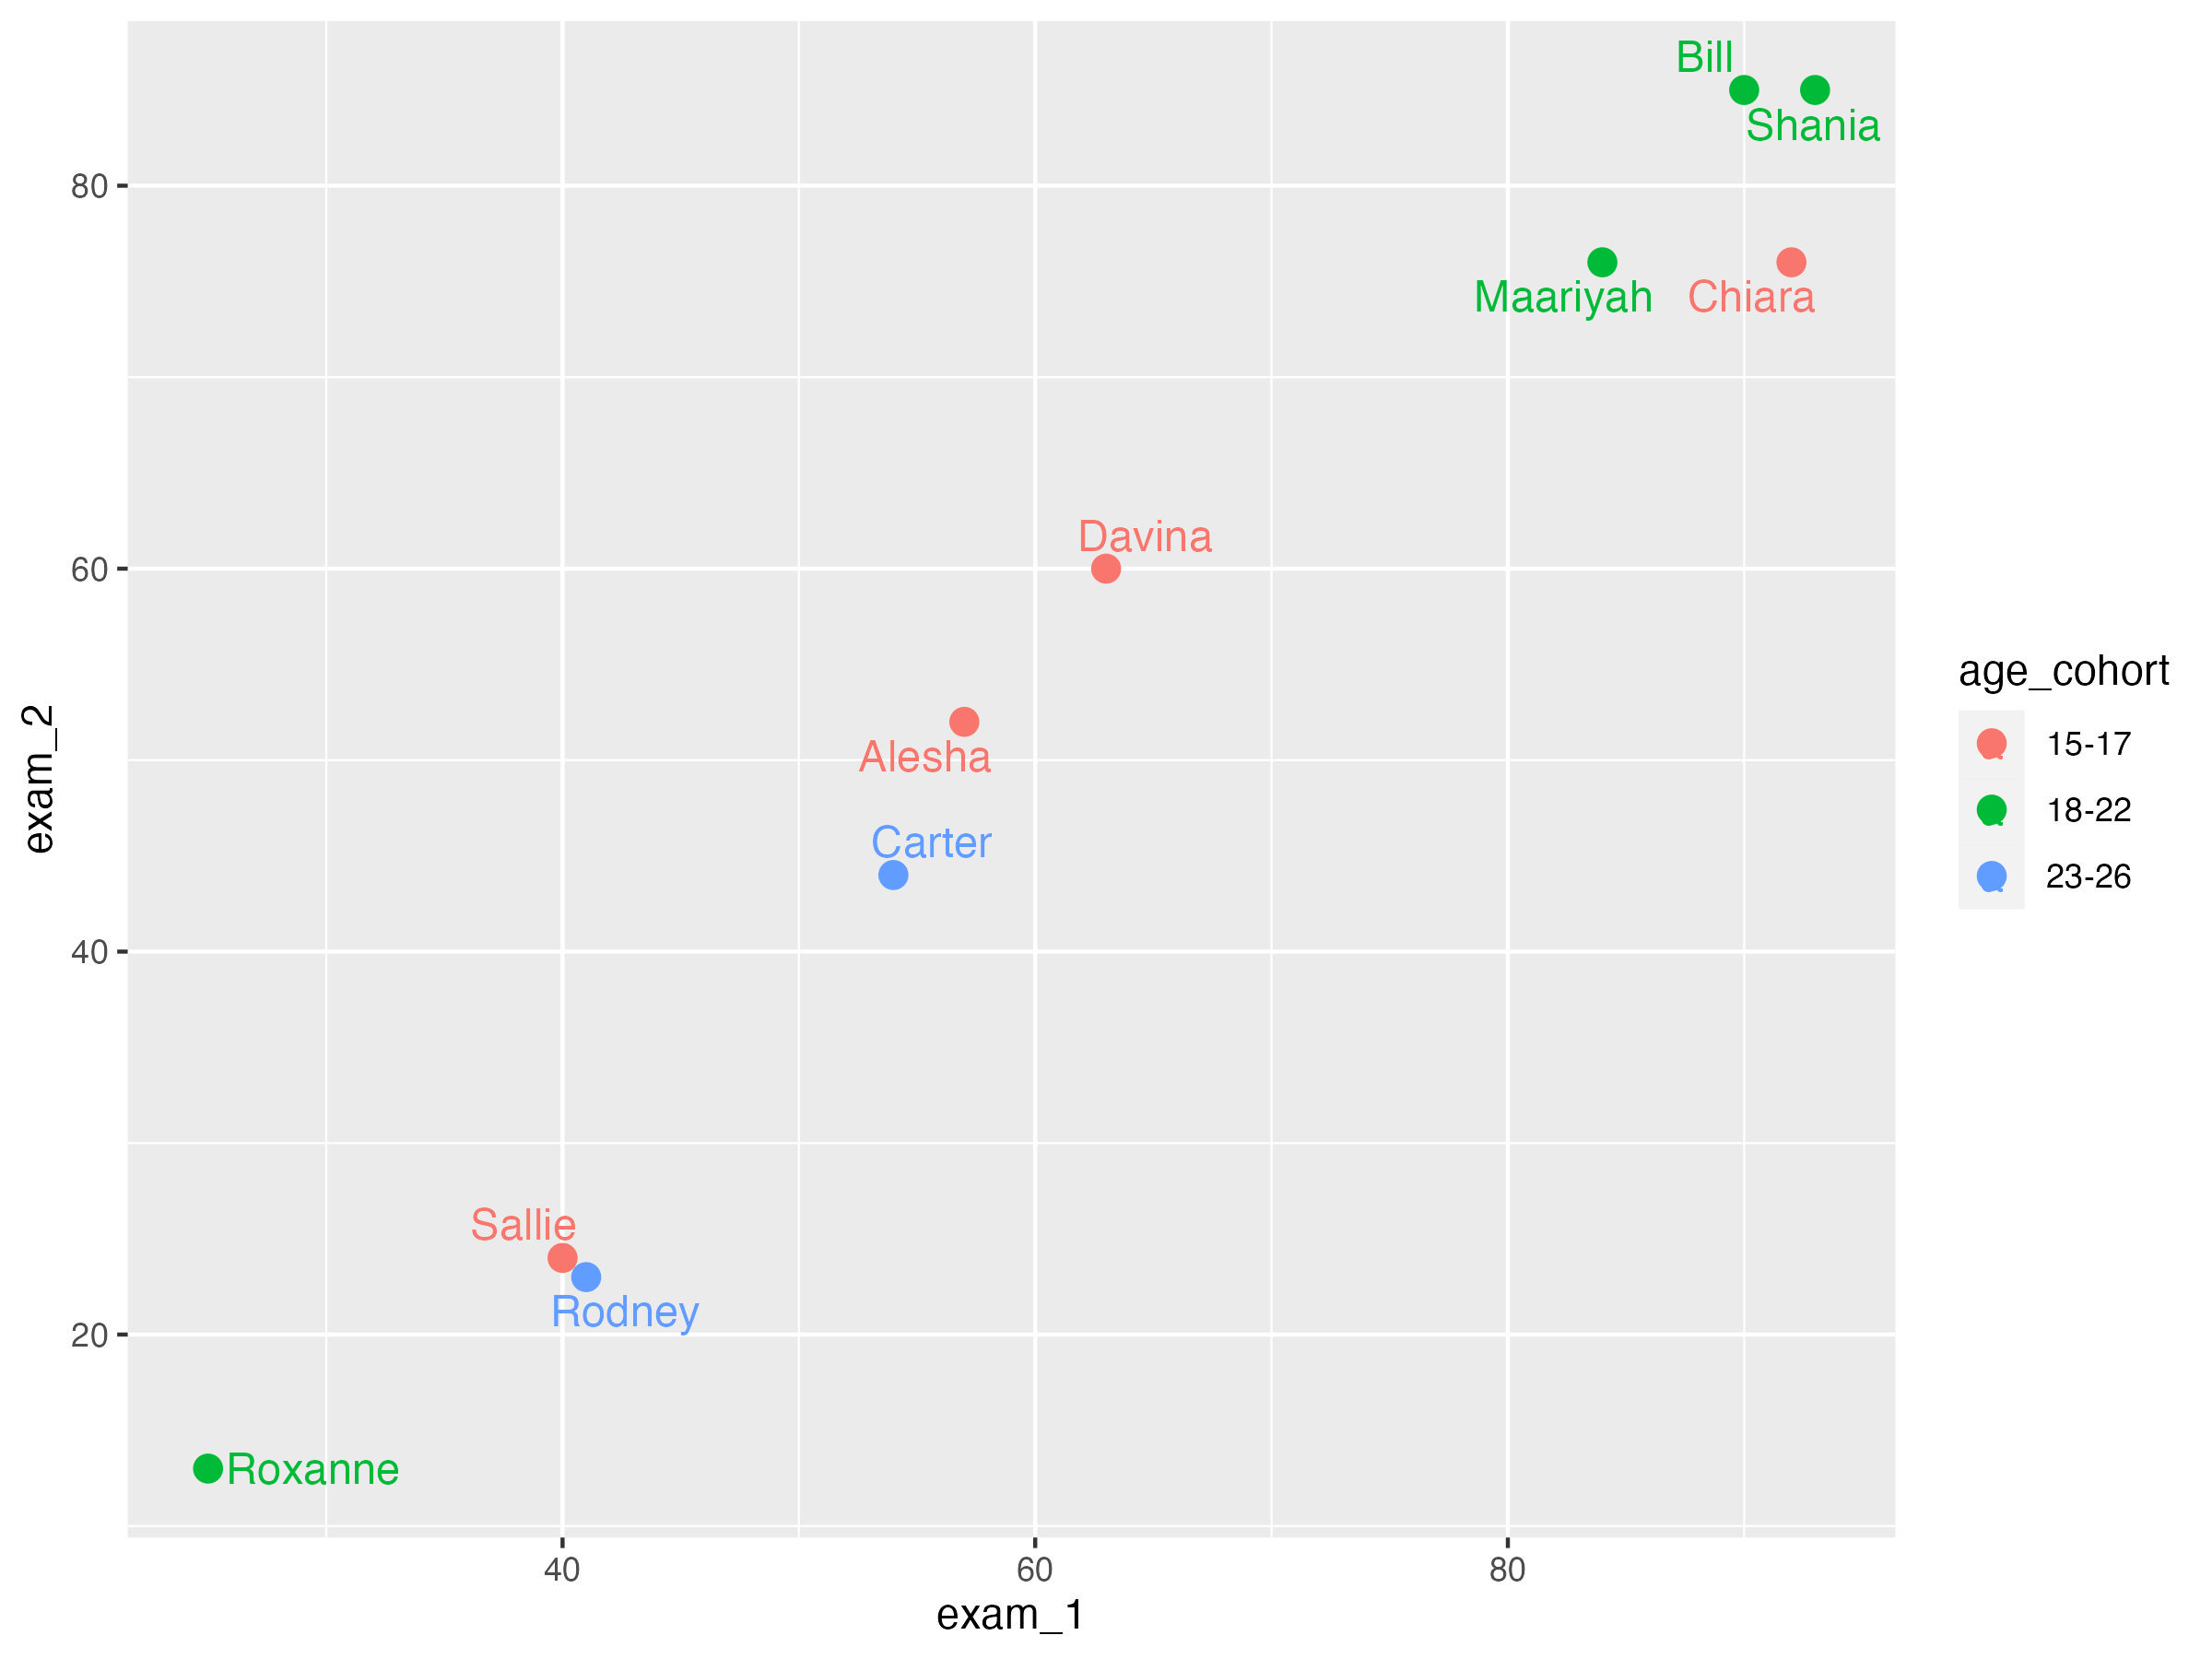 Bill
Shania
80
Maariyah
Chiara
Davina
60
age_cohort
15-17
Alesha
exam_2
18-22
Carter
23-26
40
Sallie
Rodney
20
Roxanne
40
60
80
exam_1